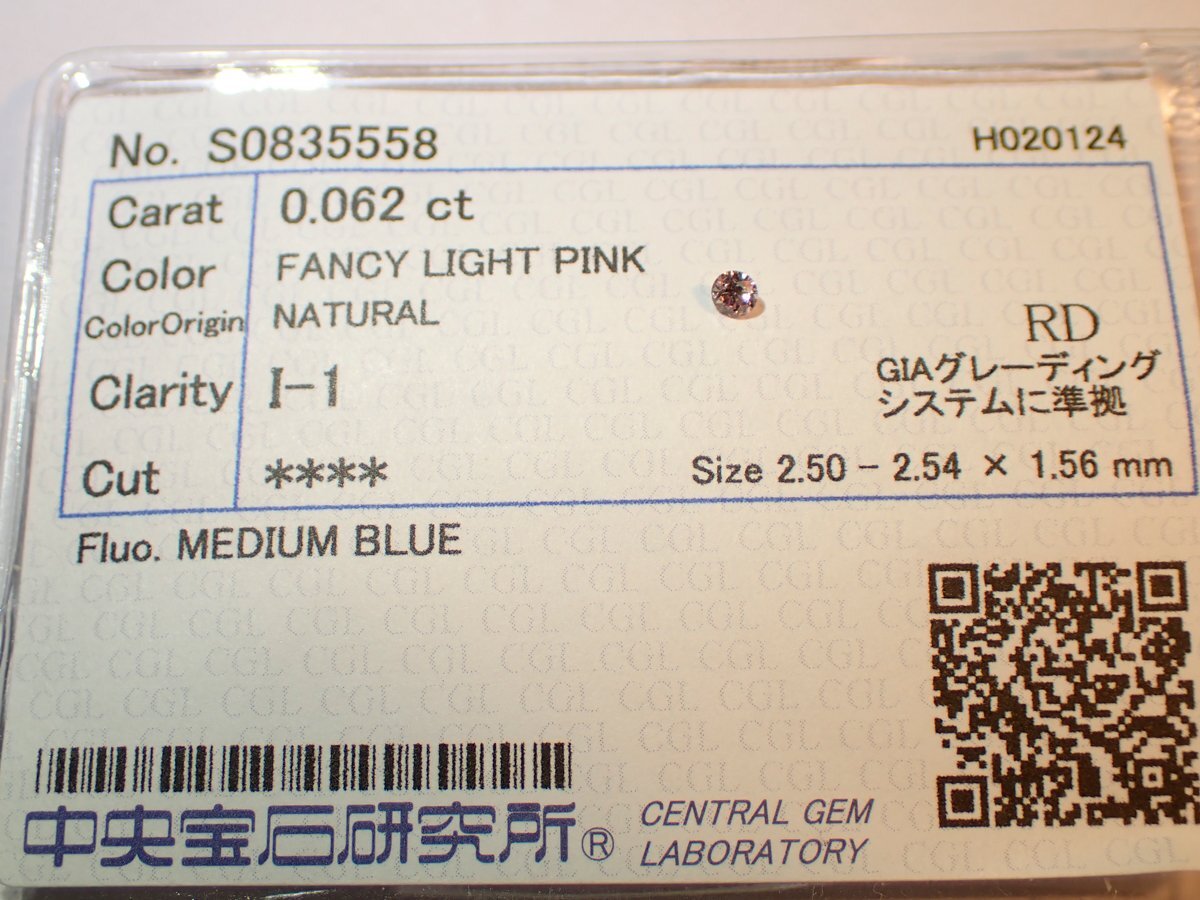 No. S0835558 H020124
Carat 0.062 ct
Color FANCY LIGHT PINK
ColorOrigin NATURAL
RD
Clarity I-1
GIAグレーディング
システムに準拠
Cut ****
Size 2.50 - 2.54 × 1.56 mm
Fluo. MEDIUM BLUE
中央宝石研究所®
CENTRAL GEM
LABORATORY